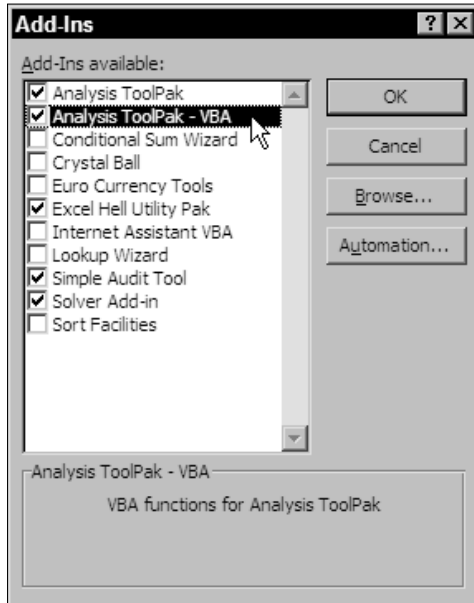 Add-Ins
Add-Ins available:
Analysis ToolPak
Analysis ToolPak - VBA
Conditional Sum Wizard
Crystal Ball
Euro Currency Tools
Excel Hell Utility Pak
Internet Assistant VBA
Lookup Wizard
Simple Audit Tool
Solver Add-in
Sort Facilities
OK
Cancel
Browse...
Automation...
Analysis ToolPak - VBA
VBA functions for Analysis ToolPak